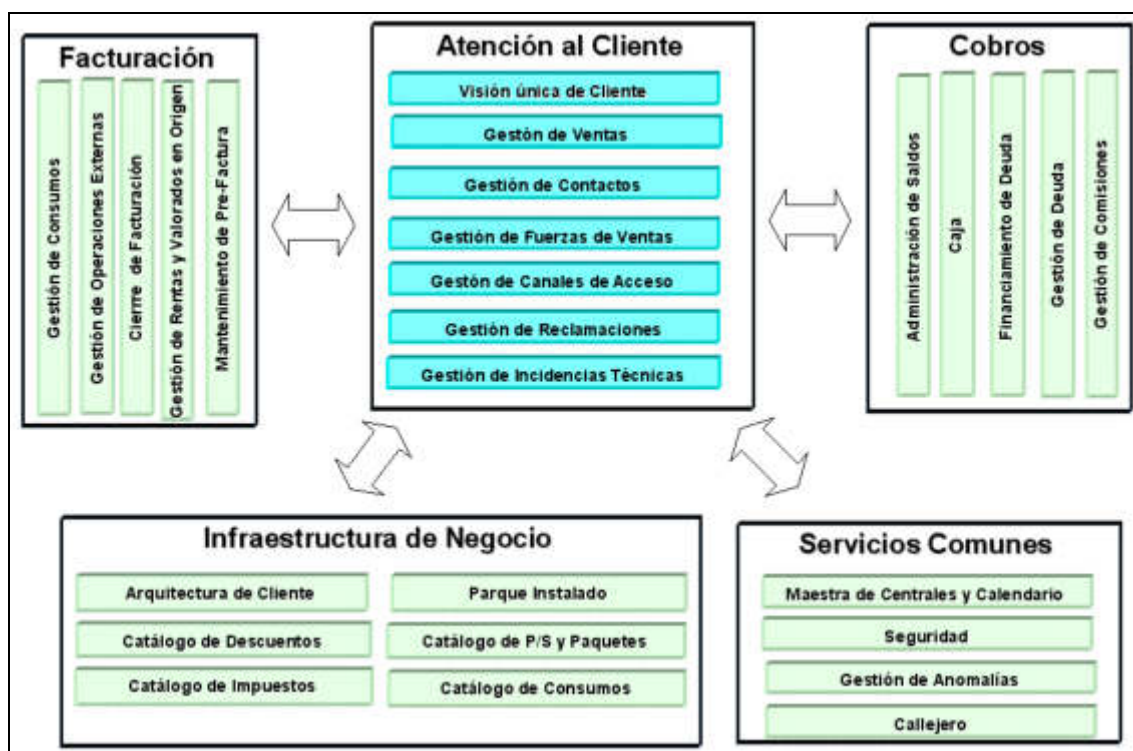 Facturación
Gestión de Consumos
Gestión de Operaciones Externas
Cierrre de Facturación
Gestión de Rentas y Valorados en Origen
Mantenimiento de Pre-Factura
Atención al Cliente
Visión única de Cliente
Gestón de Ventas
Gestión de Contactos
Gestión de Fuerzas de Ventas
Gestón de Canales de Acceso
Gestión de Reclamaciones
Gestión de Incidencias Técnicas
Cobros
Administración de Saldos
Caja
Financiamiento de Deuda
Gestión de Deuda
Gestión de Comisiones
Infraestructura de Negocio
Arquitectura de Cliente
Parque Instalado
Catálogo de Descuentos
Catálogo de P/S y Paquetes
Catálogo de Impuestos
Catálogo de Consumos
Servicios Comunes
Maestra de Centrales y Calendario
Seguridad
Gestión de Anomalías
Callejero